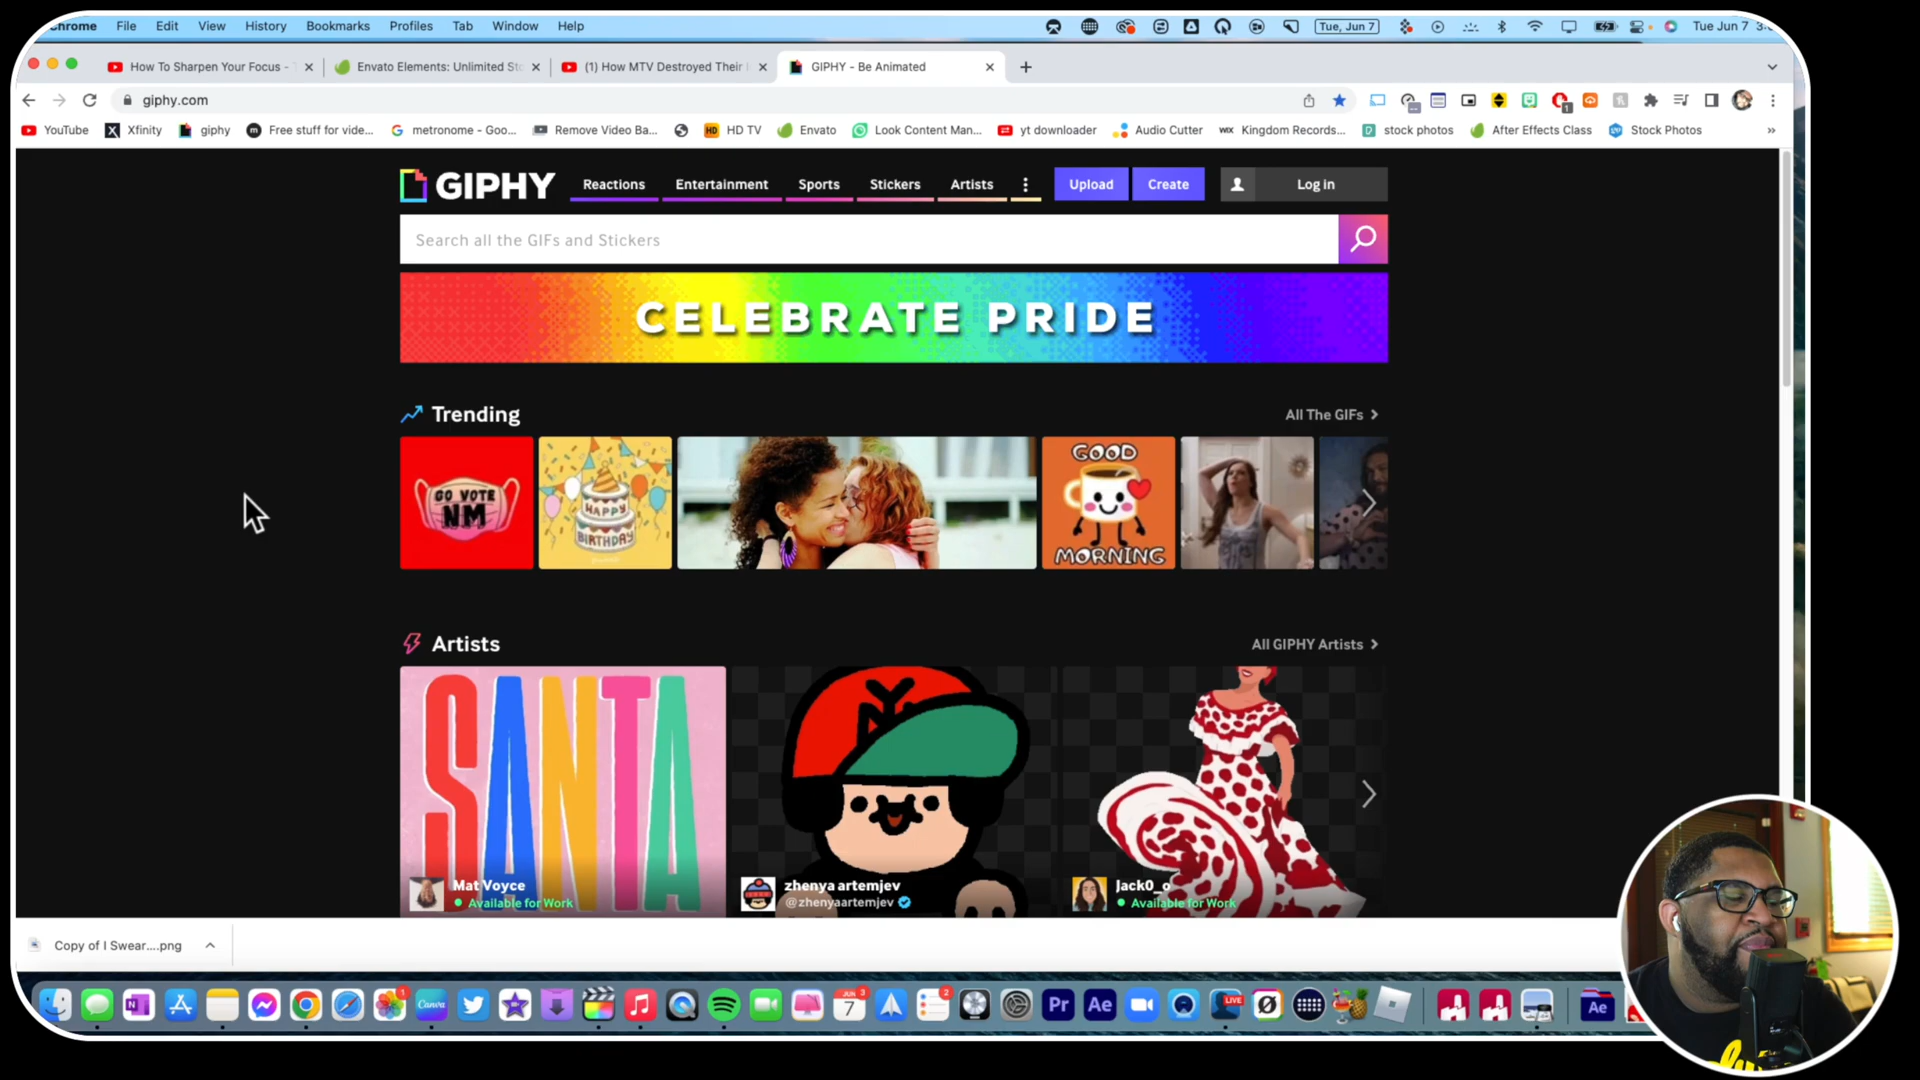 Chrome File Edit View History Bookmarks Profiles Tab Window Help
Tue, Jun 7
Tue Jun 7
How To Sharpen Your Focus -
Envato Elements: Unlimited Sto
(1) How MTV Destroyed Their
GIPHY - Be Animated
giphy.com
YouTube
Xfinity
giphy
Free stuff for vide...
metronome - Goo...
Remove Video Ba...
HD TV
Envato
Look Content Man...
yt downloader
Audio Cutter
WIX Kingdom Records...
stock photos
After Effects Class
Stock Photos
GIPHY
Reactions
Entertainment
Sports
Stickers
Artists
Upload
Create
Log in
Search all the GIFs and Stickers
CELEBRATE PRIDE
Trending
All The GIFs
GO VOTE
NM
HAPPY
BIRTHDAY
GOOD
MORNING
Artists
All GIPHY Artists
SANTA
Mat Voyce
Available for Work
zhenya artemjev
@zhenyaartemjev
Jack0_o
Available for Work
Copy of I Swear....png
Canva
JUN
7
Pr
Ae
LIVE
Ae